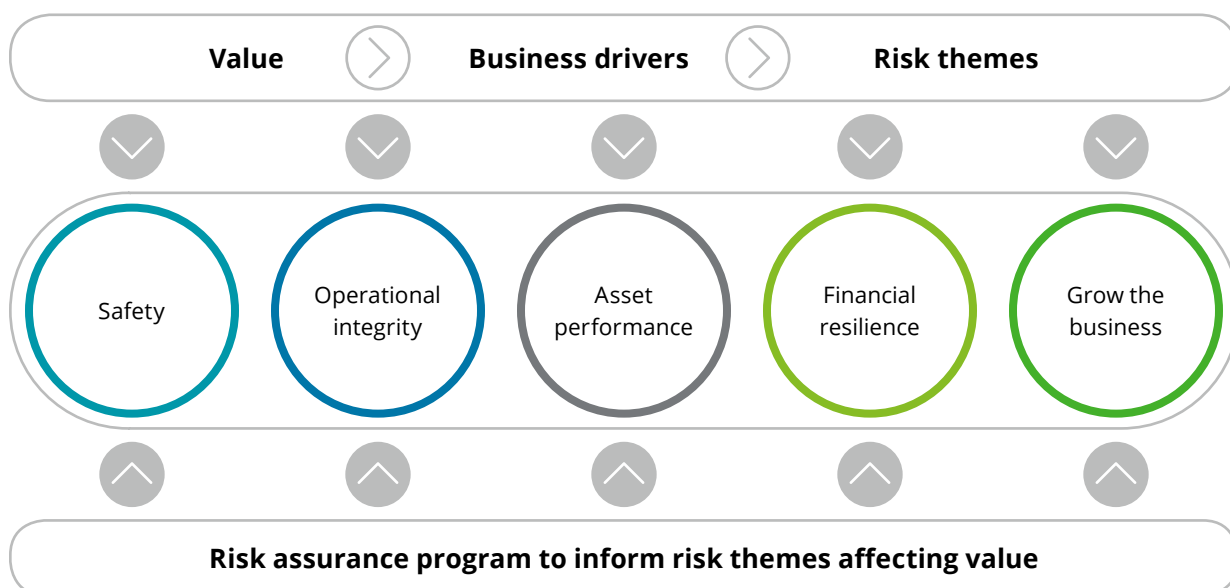 Value Business drivers Risk themes
Safety
Operational
integrity
Asset
performance
Financial
resilience
Grow the
business
Risk assurance program to inform risk themes affecting value